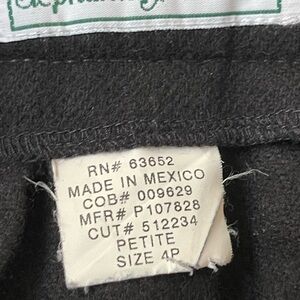 RN# 63652
MADE IN MEXICO
COB# 009629
MFR# P107828
CUT# 512234
PETITE
SIZE 4P